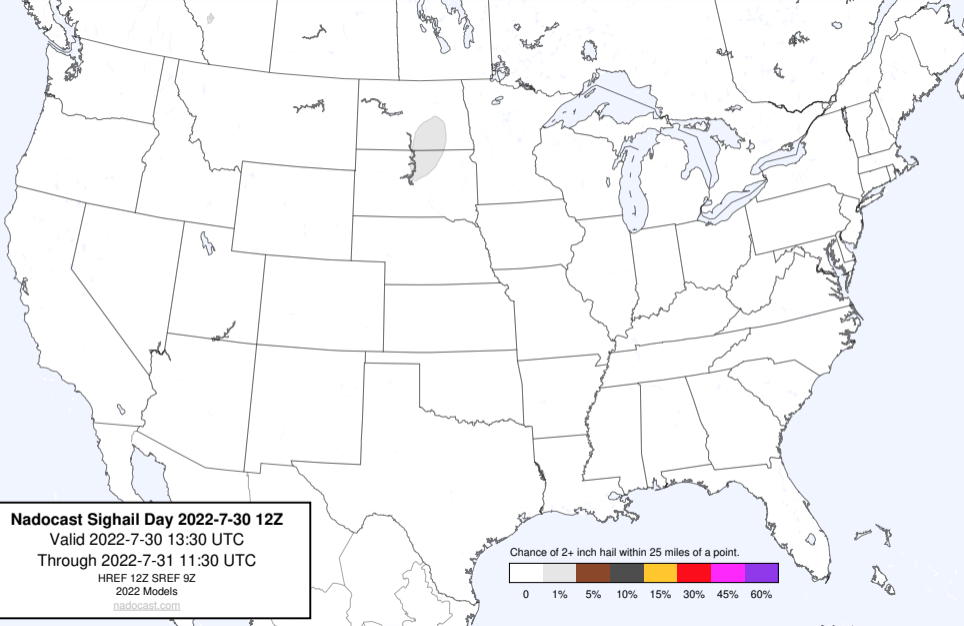 Nadocast Sighail Day 2022-7-30 12Z
Valid 2022-7-30 13:30 UTC
Through 2022-7-31 11:30 UTC
HREF 12Z SREF 9Z
2022 Models
nadocast.com
Chance of 2+ inch hail within 25 miles of a point.
0 1% 5% 10% 15% 30% 45% 60%